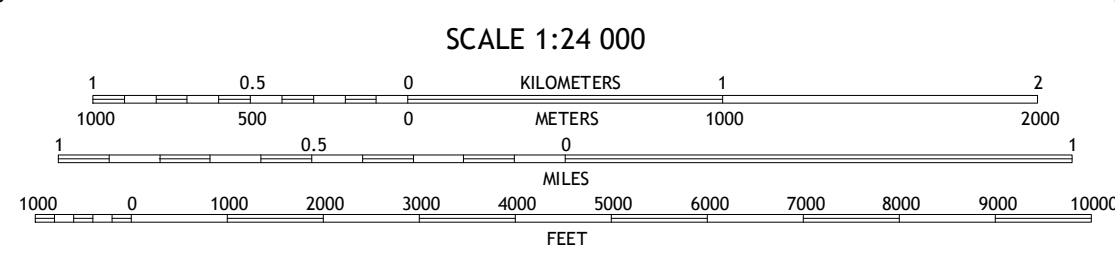 SCALE 1:24 000
1 0.5 0 KILOMETERS 1 2
1000 500 0 METERS 1000 2000
1 0.5 0 1
MILES
1000 0 1000 2000 3000 4000 5000 6000 7000 8000 9000 10000
FEET